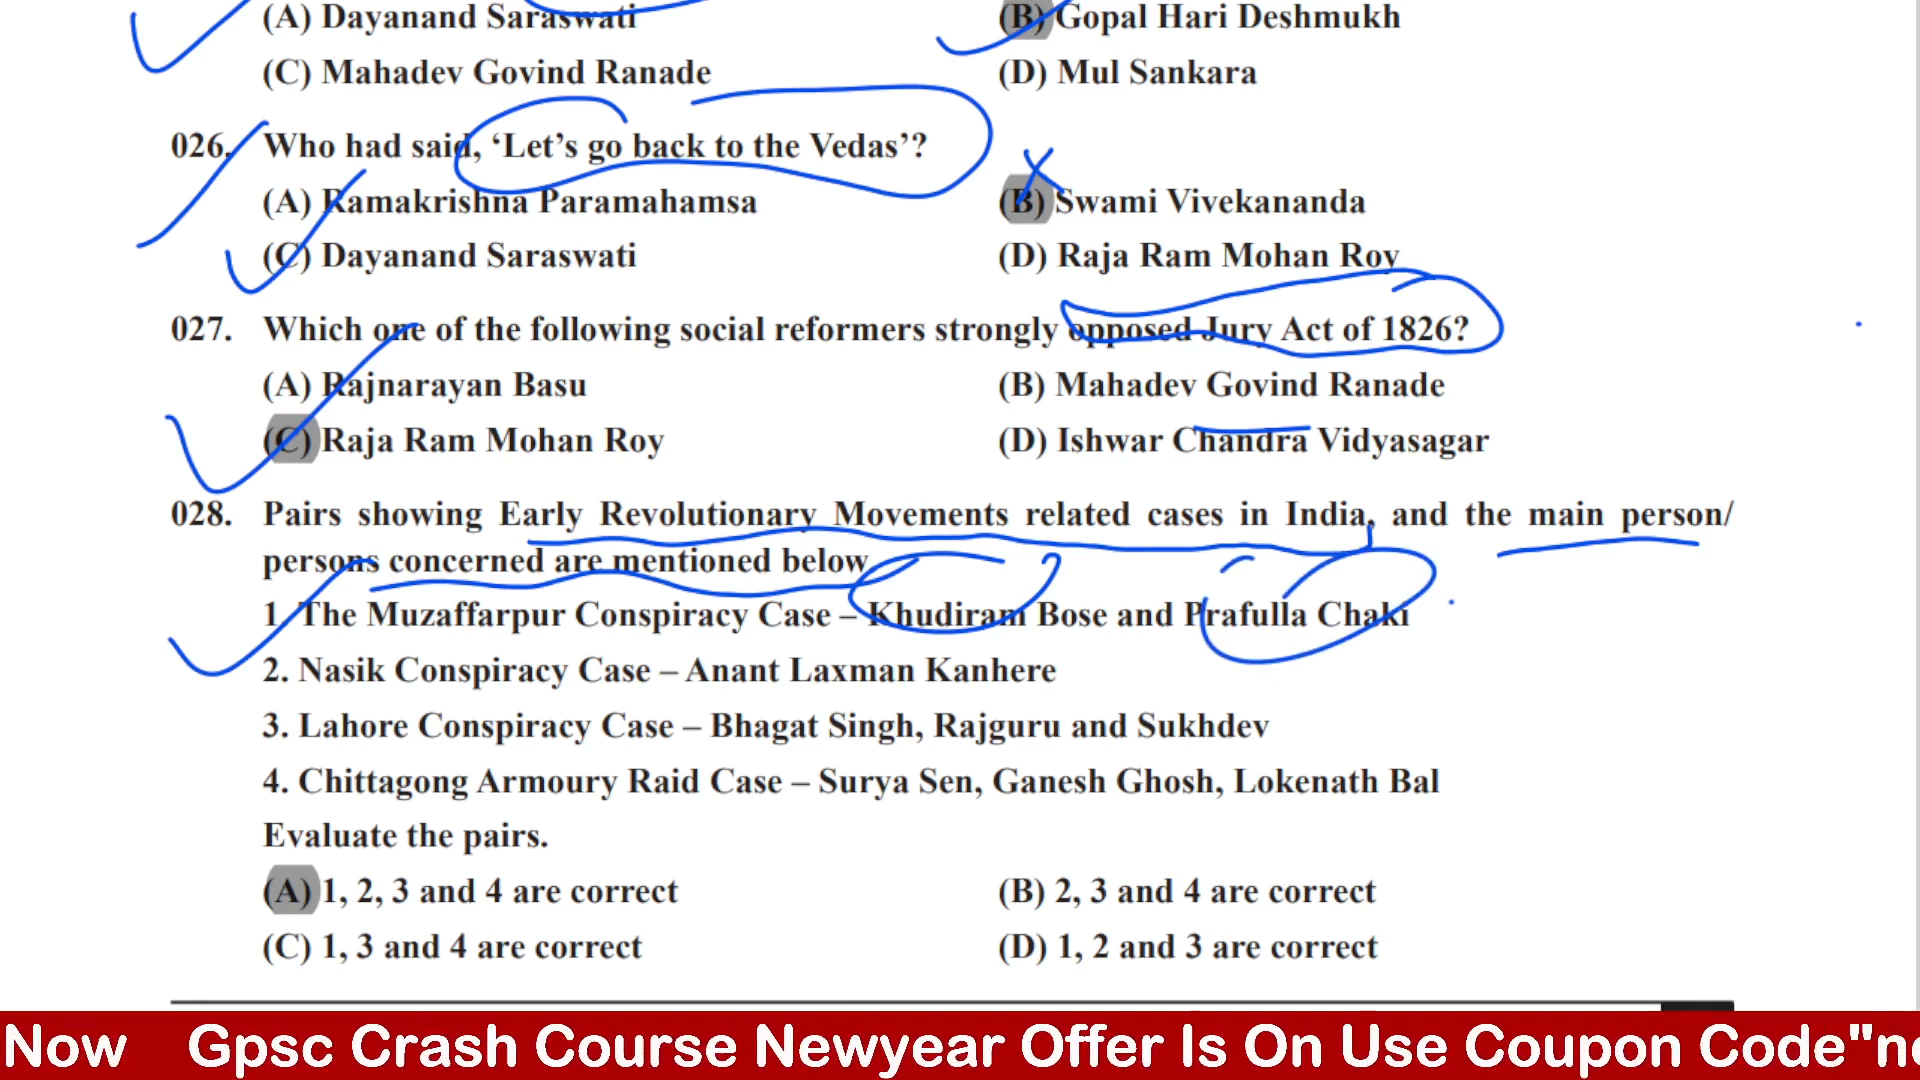 (A) Dayanand Saraswati (B) Gopal Hari Deshmukh
(C) Mahadev Govind Ranade (D) Mul Sankara
026. Who had said, ‘Let’s go back to the Vedas’?
(A) Ramakrishna Paramahamsa (B) Swami Vivekananda
(C) Dayanand Saraswati (D) Raja Ram Mohan Roy
027. Which one of the following social reformers strongly opposed Jury Act of 1826?
(A) Rajnarayan Basu (B) Mahadev Govind Ranade
(C) Raja Ram Mohan Roy (D) Ishwar Chandra Vidyasagar
028. Pairs showing Early Revolutionary Movements related cases in India, and the main person/
persons concerned are mentioned below
1. The Muzaffarpur Conspiracy Case – Khudiram Bose and Prafulla Chaki
2. Nasik Conspiracy Case – Anant Laxman Kanhere
3. Lahore Conspiracy Case – Bhagat Singh, Rajguru and Sukhdev
4. Chittagong Armoury Raid Case – Surya Sen, Ganesh Ghosh, Lokenath Bal
Evaluate the pairs.
(A) 1, 2, 3 and 4 are correct (B) 2, 3 and 4 are correct
(C) 1, 3 and 4 are correct (D) 1, 2 and 3 are correct
Now Gpsc Crash Course Newyear Offer Is On Use Coupon Code"